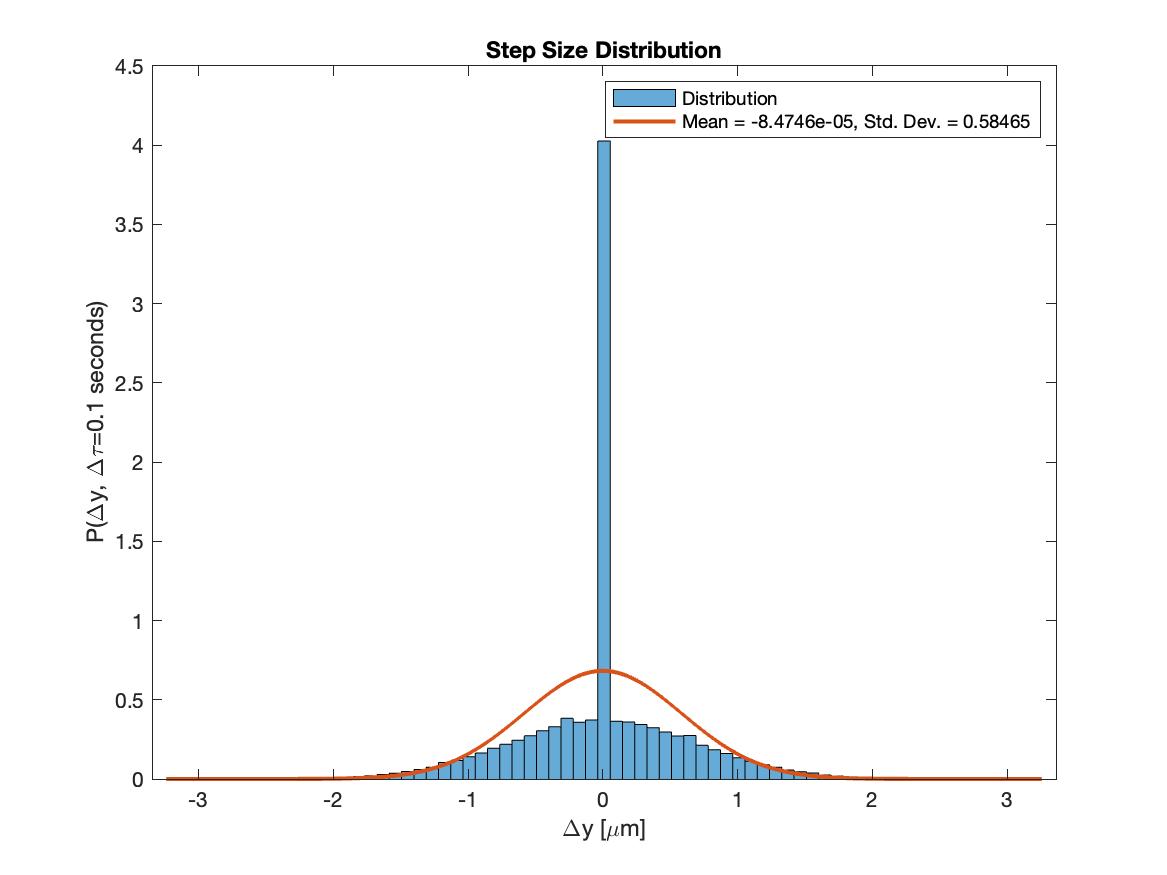 Step Size Distribution
4.5
4
3.5
3
2.5
2
1.5
1
0.5
0
P(Δy, Δτ=0.1 seconds)
Distribution
Mean = -8.4746e-05, Std. Dev. = 0.58465
-3 -2 -1 0 1 2 3
Δy [μm]